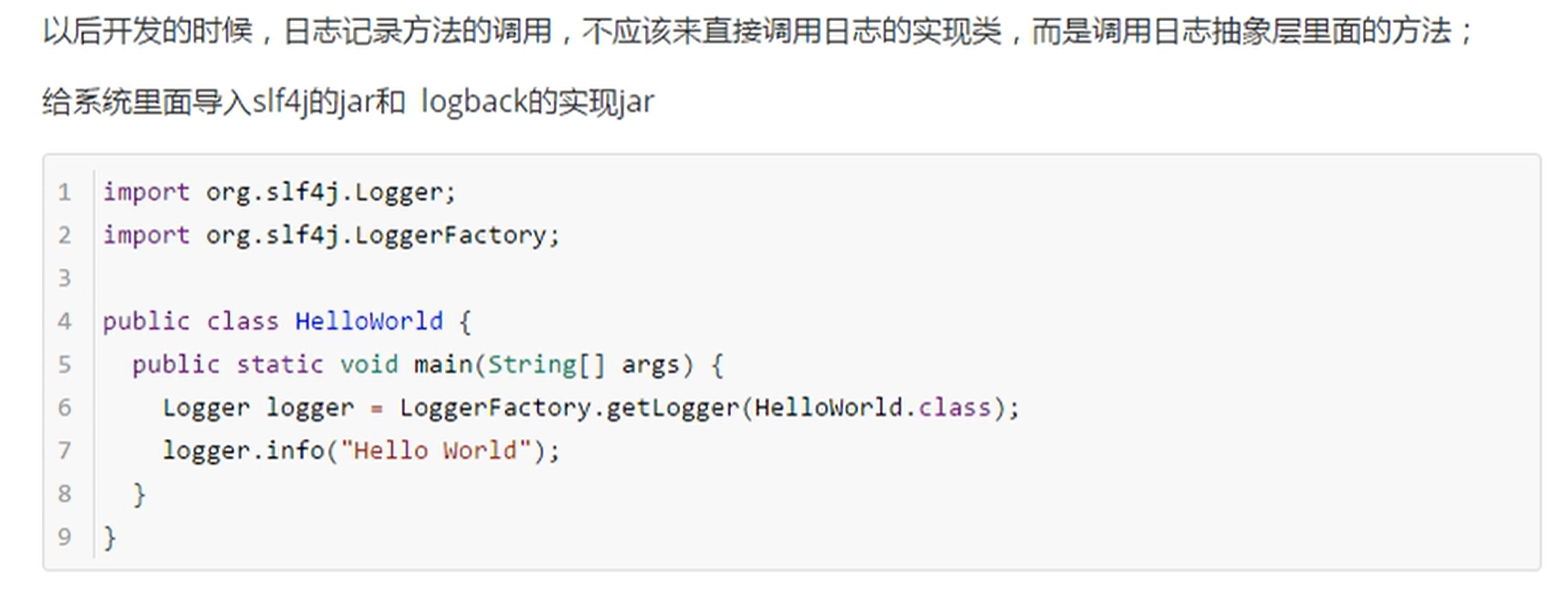 以后开发的时候，日志记录方法的调用，不应该来直接调用日志的实现类，而是调用日志抽象层里面的方法；
给系统里面导入slf4j的jar和 logback的实现jar
1 import org.slf4j.Logger;
2 import org.slf4j.LoggerFactory;
3
4 public class HelloWorld {
5   public static void main(String[] args) {
6     Logger logger = LoggerFactory.getLogger(HelloWorld.class);
7     logger.info("Hello World");
8   }
9 }